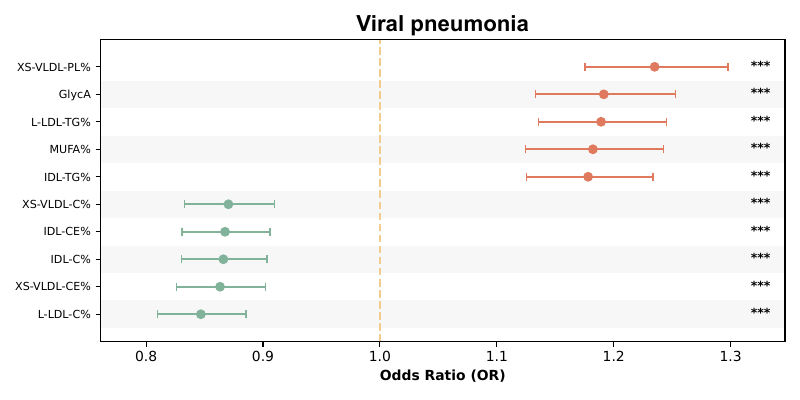 Viral pneumonia
XS-VLDL-PL% ***
GlycA ***
L-LDL-TG% ***
MUFA% ***
IDL-TG% ***
XS-VLDL-C% ***
IDL-CE% ***
IDL-C% ***
XS-VLDL-CE% ***
L-LDL-C% ***
0.8 0.9 1.0 1.1 1.2 1.3
Odds Ratio (OR)